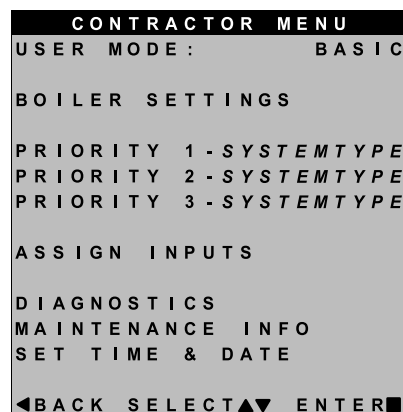 CONTRACTOR MENU
USER MODE: BASIC
BOILER SETTINGS
PRIORITY 1-SYSTEMTYPE
PRIORITY 2-SYSTEMTYPE
PRIORITY 3-SYSTEMTYPE
ASSIGN INPUTS
DIAGNOSTICS
MAINTENANCE INFO
SET TIME & DATE
◀BACK SELECT▲▼ ENTER■